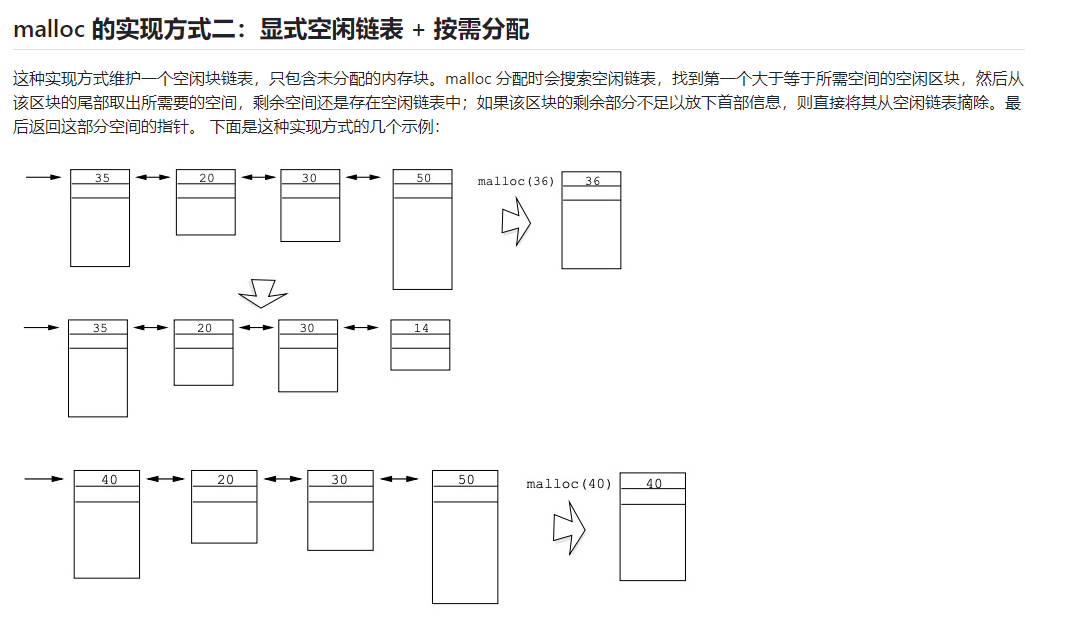 malloc 的实现方式二：显式空闲链表 + 按需分配
这种实现方式维护一个空闲块链表，只包含未分配的内存块。malloc 分配时会搜索空闲链表，找到第一个大于等于所需空间的空闲区块，然后从
该区块的尾部取出所需要的空间，剩余空间还是存在空闲链表中；如果该区块的剩余部分不足以放下首部信息，则直接将其从空闲链表摘除。最
后返回这部分空间的指针。 下面是这种实现方式的几个示例：
35 20 30 50 malloc(36) 36
35 20 30 14
40 20 30 50 malloc(40) 40